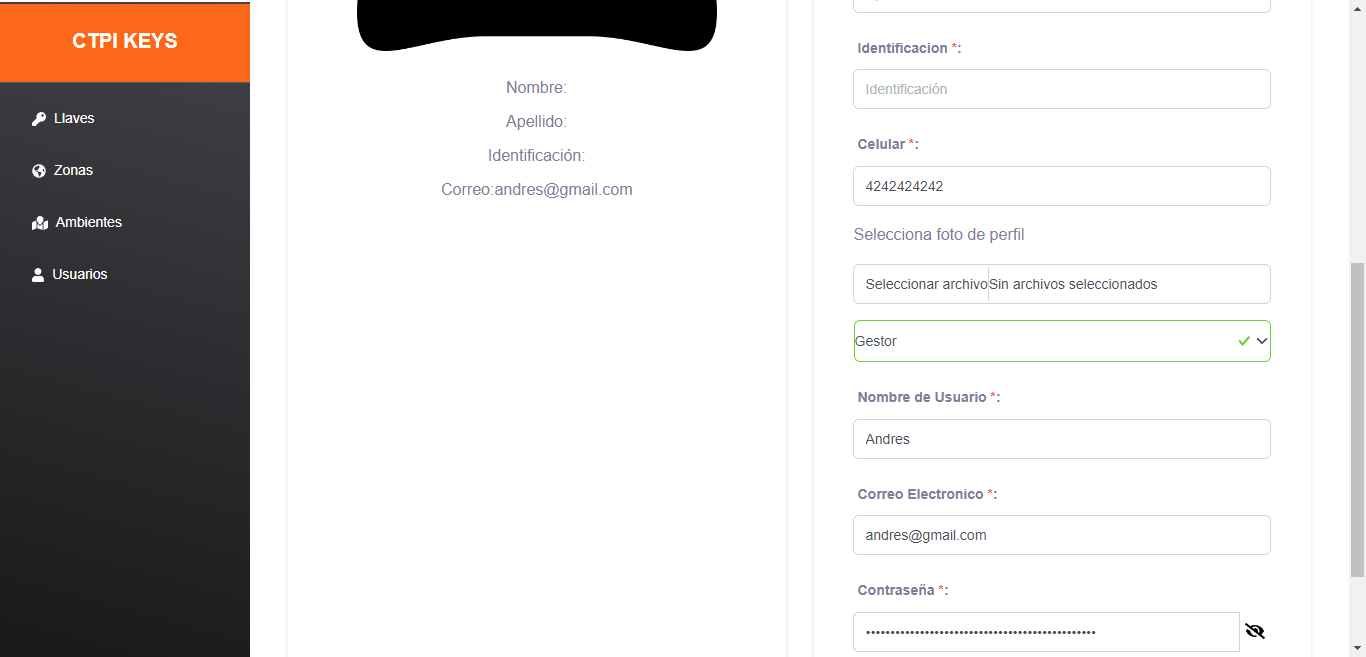 CTPI KEYS
Llaves
Zonas
Ambientes
Usuarios
Nombre:
Apellido:
Identificación:
Correo:andres@gmail.com
Identificacion *:
Identificación
Celular *:
4242424242
Selecciona foto de perfil
Seleccionar archivo Sin archivos seleccionados
Gestor
Nombre de Usuario *:
Andres
Correo Electronico *:
andres@gmail.com
Contraseña *: